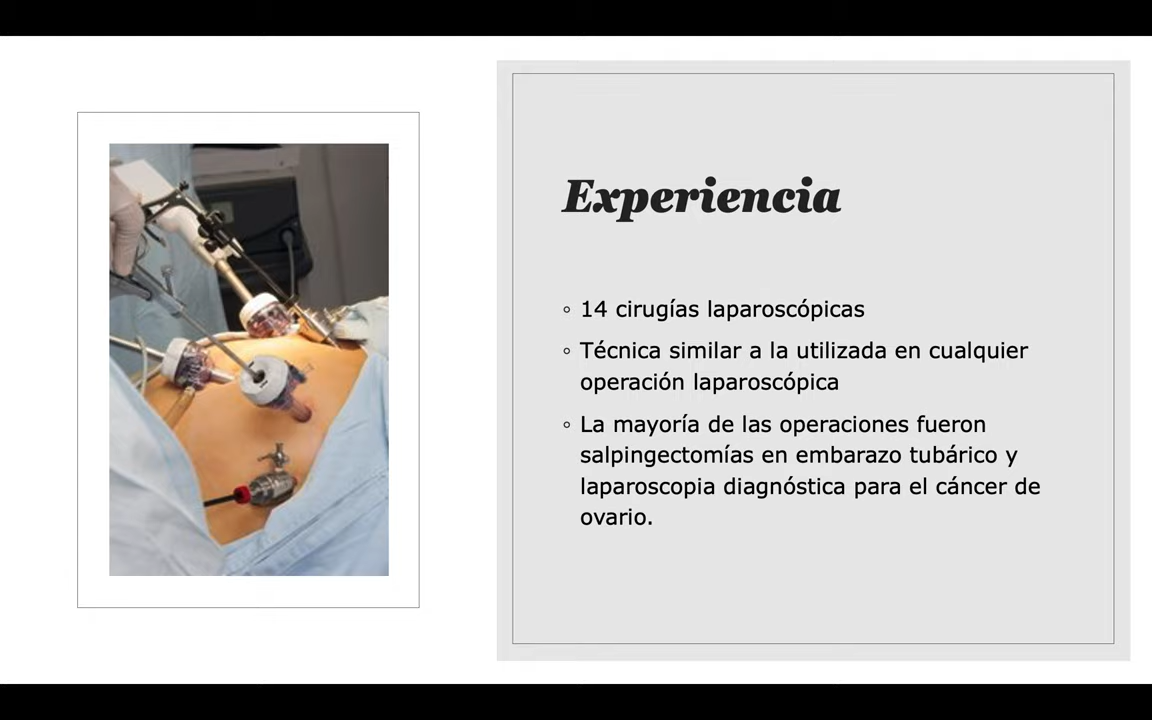 Experiencia
◦ 14 cirugías laparoscópicas
◦ Técnica similar a la utilizada en cualquier
operación laparoscópica
◦ La mayoría de las operaciones fueron
salpingectomías en embarazo tubárico y
laparoscopia diagnóstica para el cáncer de
ovario.